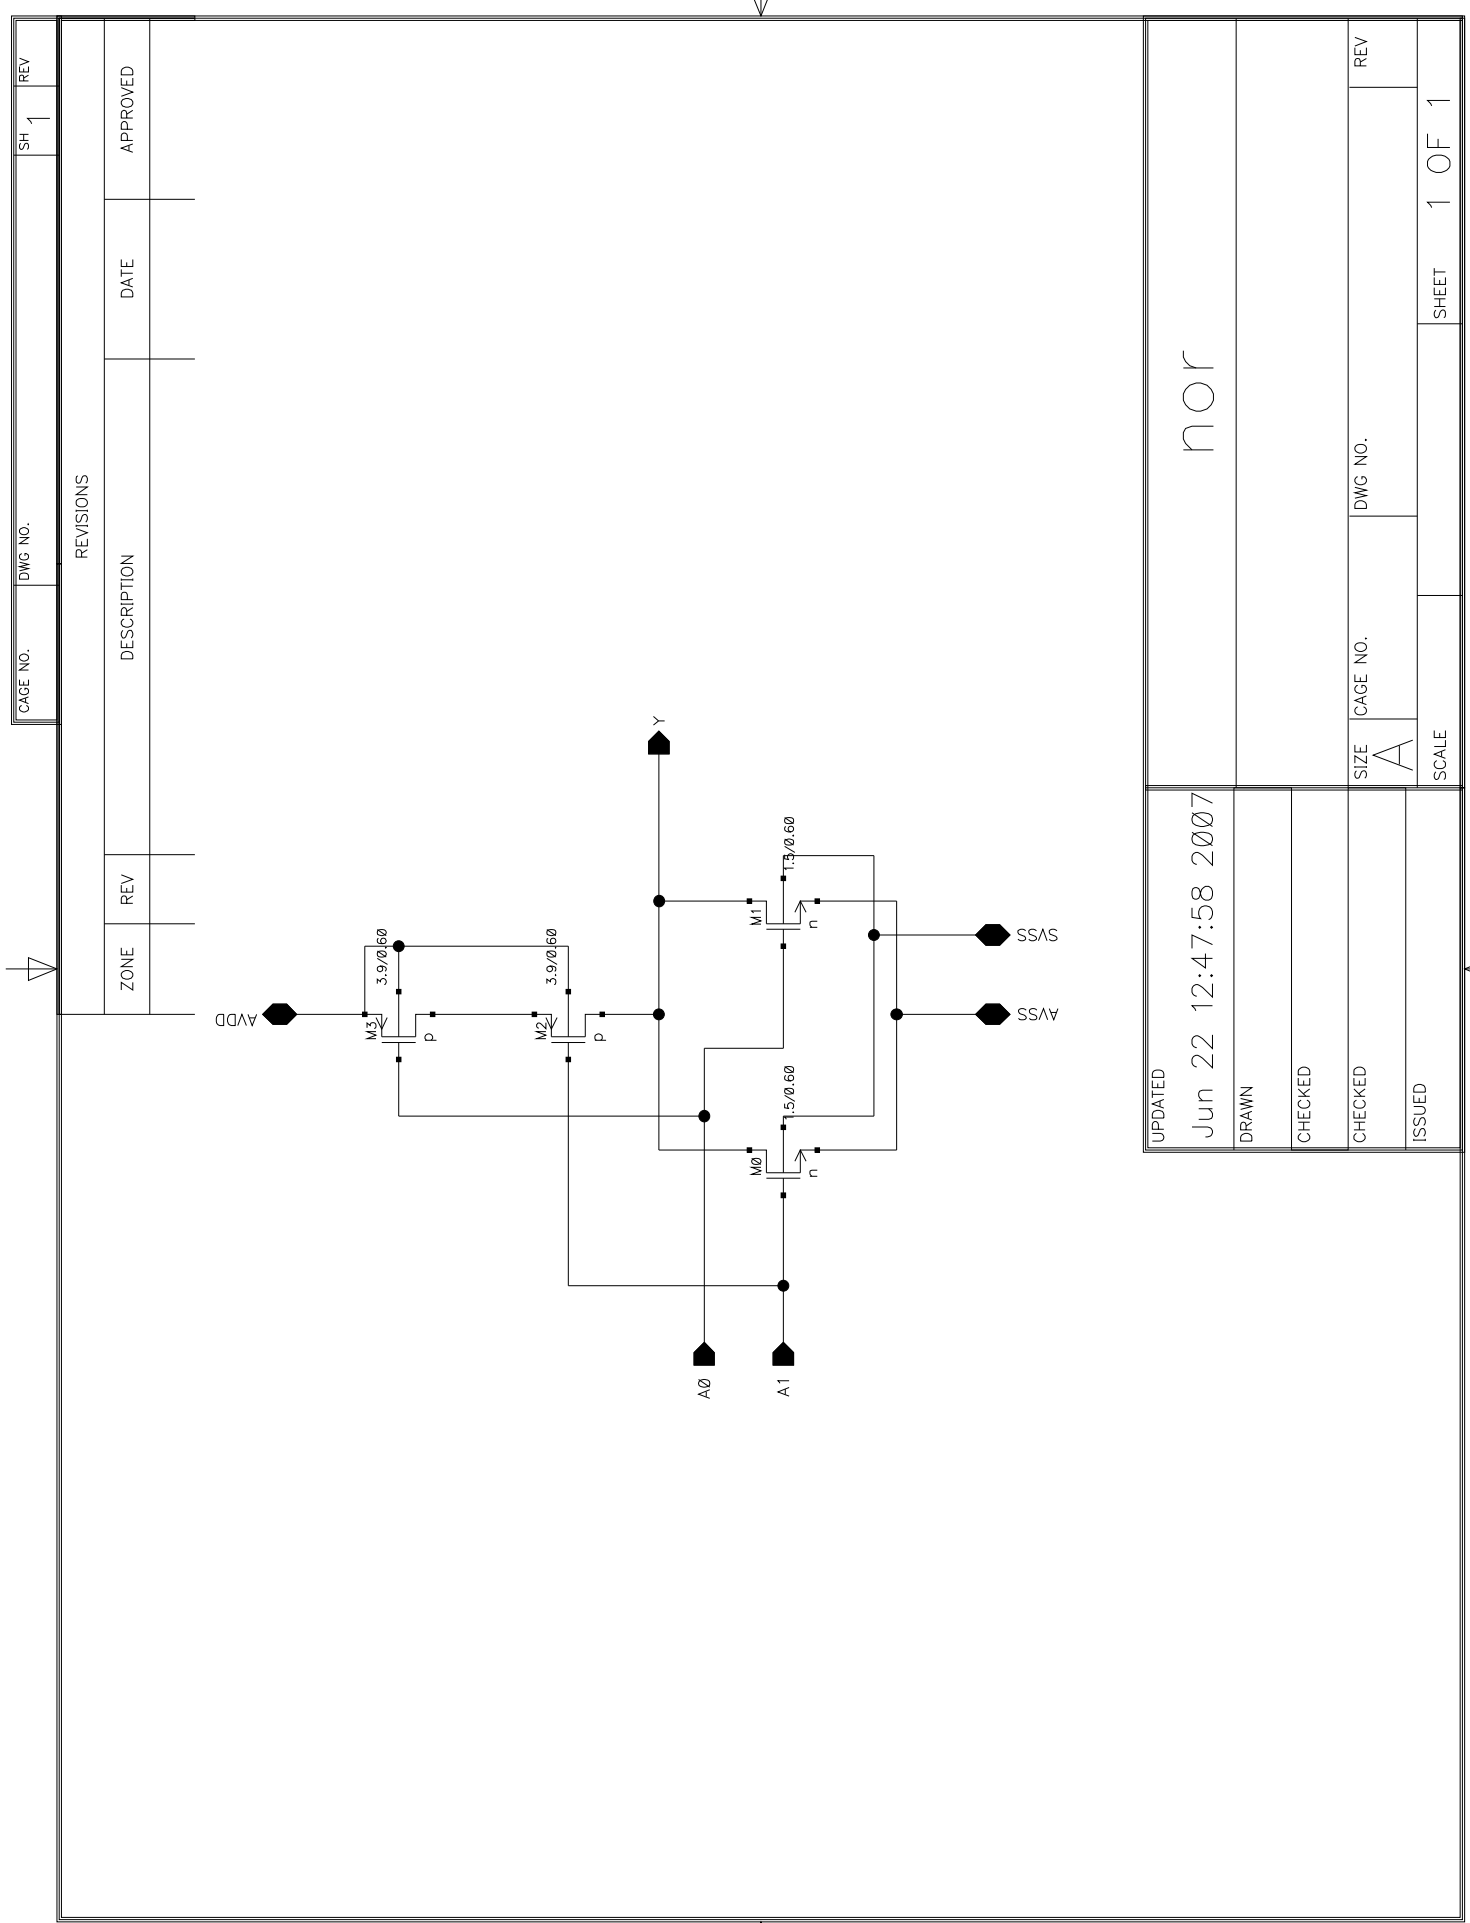 CAGE NO. DWG NO. SH 1 REV
REVISIONS
ZONE REV DESCRIPTION DATE APPROVED
AVDD
M3 3.9/0.60
p
M2 3.9/0.60
p
Y
A0
A1
M0 1.5/0.60
n
M1 1.5/0.60
n
AVSS SVSS
UPDATED
Jun 22 12:47:58 2007
nor
DRAWN
CHECKED
CHECKED
ISSUED
SIZE A CAGE NO. DWG NO. REV
SCALE SHEET 1 OF 1